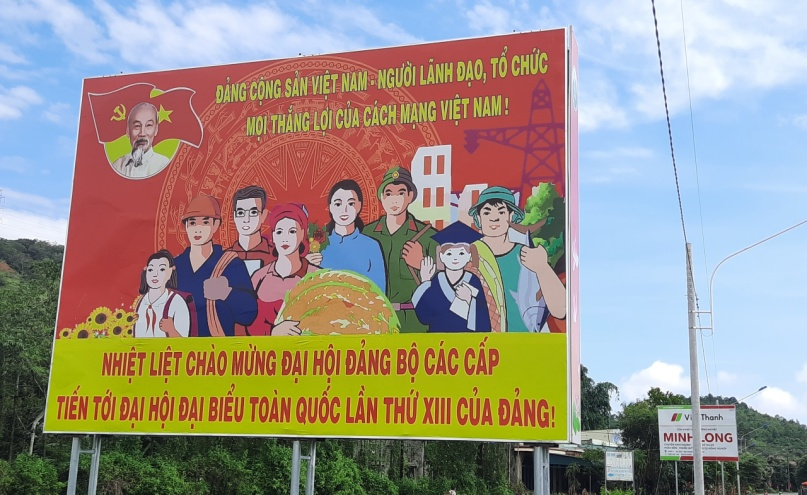 ĐẢNG CỘNG SẢN VIỆT NAM - NGƯỜI LÃNH ĐẠO, TỔ CHỨC
MỌI THẮNG LỢI CỦA CÁCH MẠNG VIỆT NAM!
NHIỆT LIỆT CHÀO MỪNG ĐẠI HỘI ĐẢNG BỘ CÁC CẤP
TIẾN TỚI ĐẠI HỘI ĐẠI BIỂU TOÀN QUỐC LẦN THỨ XIII CỦA ĐẢNG!
Thanh
MINH LONG